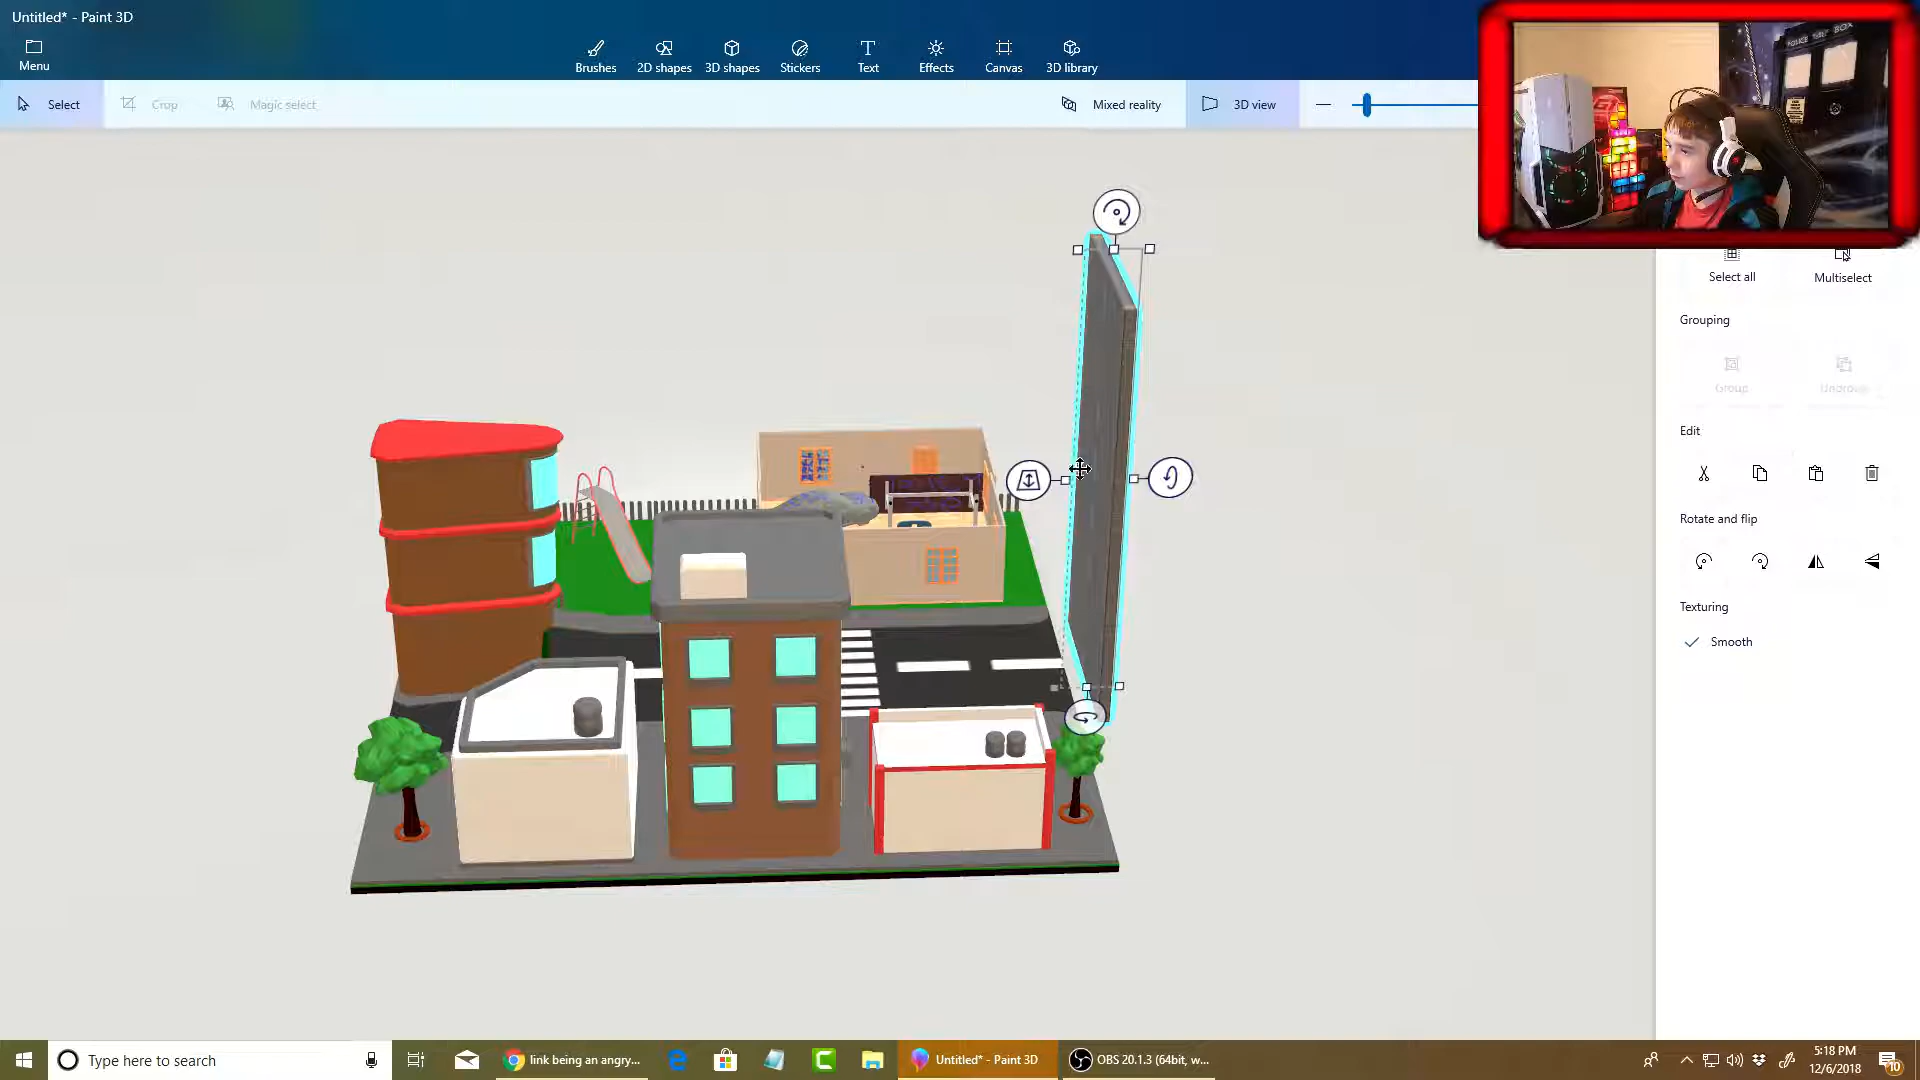 Untitled* - Paint 3D
Menu
Brushes
2D shapes
3D shapes
Stickers
Text
Effects
Canvas
3D library
Select
Crop
Magic select
Mixed reality
3D view
POLICE BOX
Select all
Multiselect
Grouping
Group
Ungroup
Edit
Rotate and flip
Texturing
Smooth
Type here to search
link being an angry...
Untitled* - Paint 3D
OBS 20.1.3 (64bit, w...
5:18 PM
12/6/2018
10